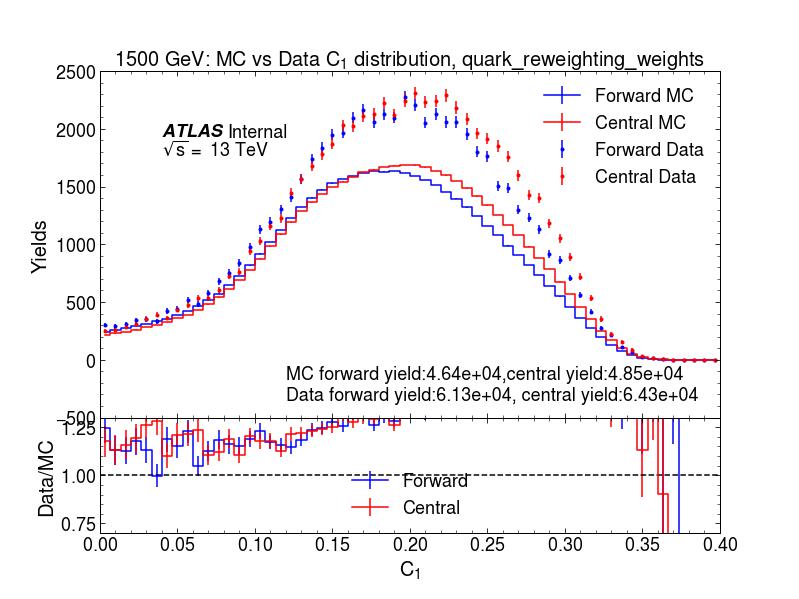 1500 GeV: MC vs Data C₁ distribution, quark_reweighting_weights
2500
2000
1500
1000
500
0
−500
Yields
ATLAS Internal
√s = 13 TeV
Forward MC
Central MC
Forward Data
Central Data
MC forward yield:4.64e+04,central yield:4.85e+04
Data forward yield:6.13e+04, central yield:6.43e+04
1.25
1.00
0.75
Data/MC
Forward
Central
0.00 0.05 0.10 0.15 0.20 0.25 0.30 0.35 0.40
C₁